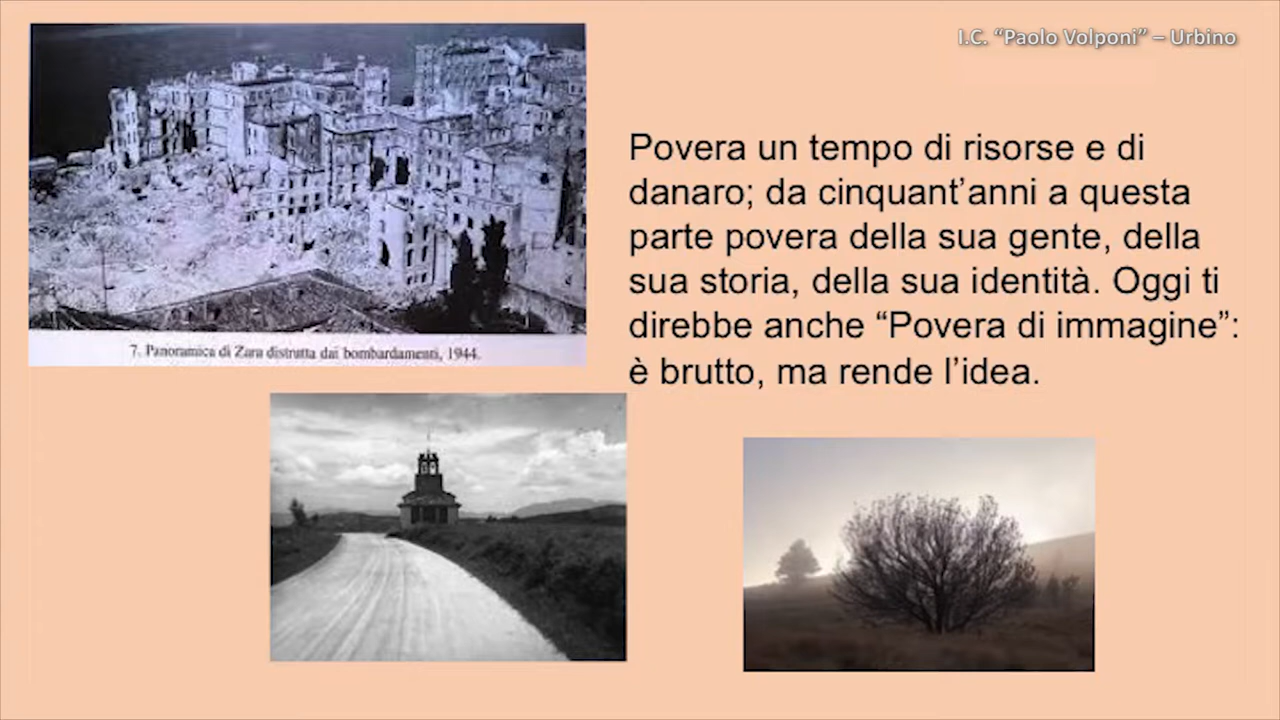 I.C. “Paolo Volponi” – Urbino
Povera un tempo di risorse e di
danaro; da cinquant’anni a questa
parte povera della sua gente, della
sua storia, della sua identità. Oggi ti
direbbe anche “Povera di immagine”:
è brutto, ma rende l’idea.
7. Panoramica di Zara distrutta dai bombardamenti, 1944.